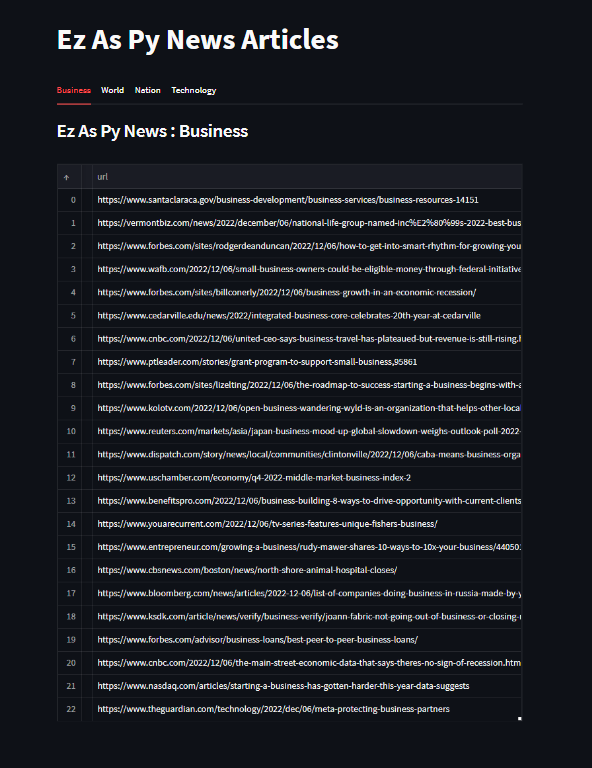 Ez As Py News Articles
Business World Nation Technology
Ez As Py News : Business
↑ url
0 https://www.santaclaraca.gov/business-development/business-services/business-resources-14151
1 https://vermontbiz.com/news/2022/december/06/national-life-group-named-inc%E2%80%99s-2022-best-bus
2 https://www.forbes.com/sites/rodgerdeanduncan/2022/12/06/how-to-get-into-smart-rhythm-for-growing-you
3 https://www.wafb.com/2022/12/06/small-business-owners-could-be-eligible-money-through-federal-initiative
4 https://www.forbes.com/sites/billconerly/2022/12/06/business-growth-in-an-economic-recession/
5 https://www.cedarville.edu/news/2022/integrated-business-core-celebrates-20th-year-at-cedarville
6 https://www.cnbc.com/2022/12/06/united-ceo-says-business-travel-has-plateaued-but-revenue-is-still-rising.h
7 https://www.ptleader.com/stories/grant-program-to-support-small-business,95861
8 https://www.forbes.com/sites/lizelting/2022/12/06/the-roadmap-to-success-starting-a-business-begins-with-a
9 https://www.kolotv.com/2022/12/06/open-business-wandering-wyld-is-an-organization-that-helps-other-local
10 https://www.reuters.com/markets/asia/japan-business-mood-up-global-slowdown-weighs-outlook-poll-2022-
11 https://www.dispatch.com/story/news/local/communities/clintonville/2022/12/06/caba-means-business-orga
12 https://www.uschamber.com/economy/q4-2022-middle-market-business-index-2
13 https://www.benefitspro.com/2022/12/06/business-building-8-ways-to-drive-opportunity-with-current-clients
14 https://www.youarecurrent.com/2022/12/06/tv-series-features-unique-fishers-business/
15 https://www.entrepreneur.com/growing-a-business/rudy-mawer-shares-10-ways-to-10x-your-business/44050
16 https://www.cbsnews.com/boston/news/north-shore-animal-hospital-closes/
17 https://www.bloomberg.com/news/articles/2022-12-06/list-of-companies-doing-business-in-russia-made-by-y
18 https://www.ksdk.com/article/news/verify/business-verify/joann-fabric-not-going-out-of-business-or-closing-
19 https://www.forbes.com/advisor/business-loans/best-peer-to-peer-business-loans/
20 https://www.cnbc.com/2022/12/06/the-main-street-economic-data-that-says-theres-no-sign-of-recession.htm
21 https://www.nasdaq.com/articles/starting-a-business-has-gotten-harder-this-year-data-suggests
22 https://www.theguardian.com/technology/2022/dec/06/meta-protecting-business-partners